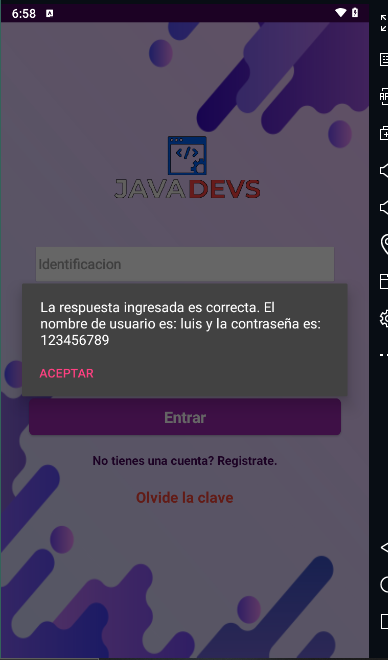 6:58
</>
JAVADEVS
Identificacion
La respuesta ingresada es correcta. El
nombre de usuario es: luis y la contraseña es:
123456789
ACEPTAR
Entrar
No tienes una cuenta? Registrate.
Olvide la clave